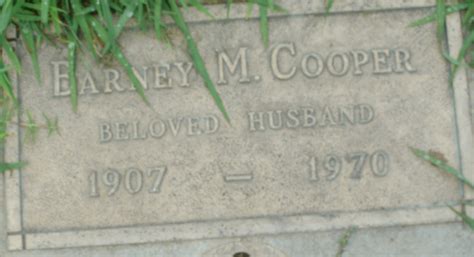 BARNEY M. COOPER
BELOVED HUSBAND
1907 — 1970